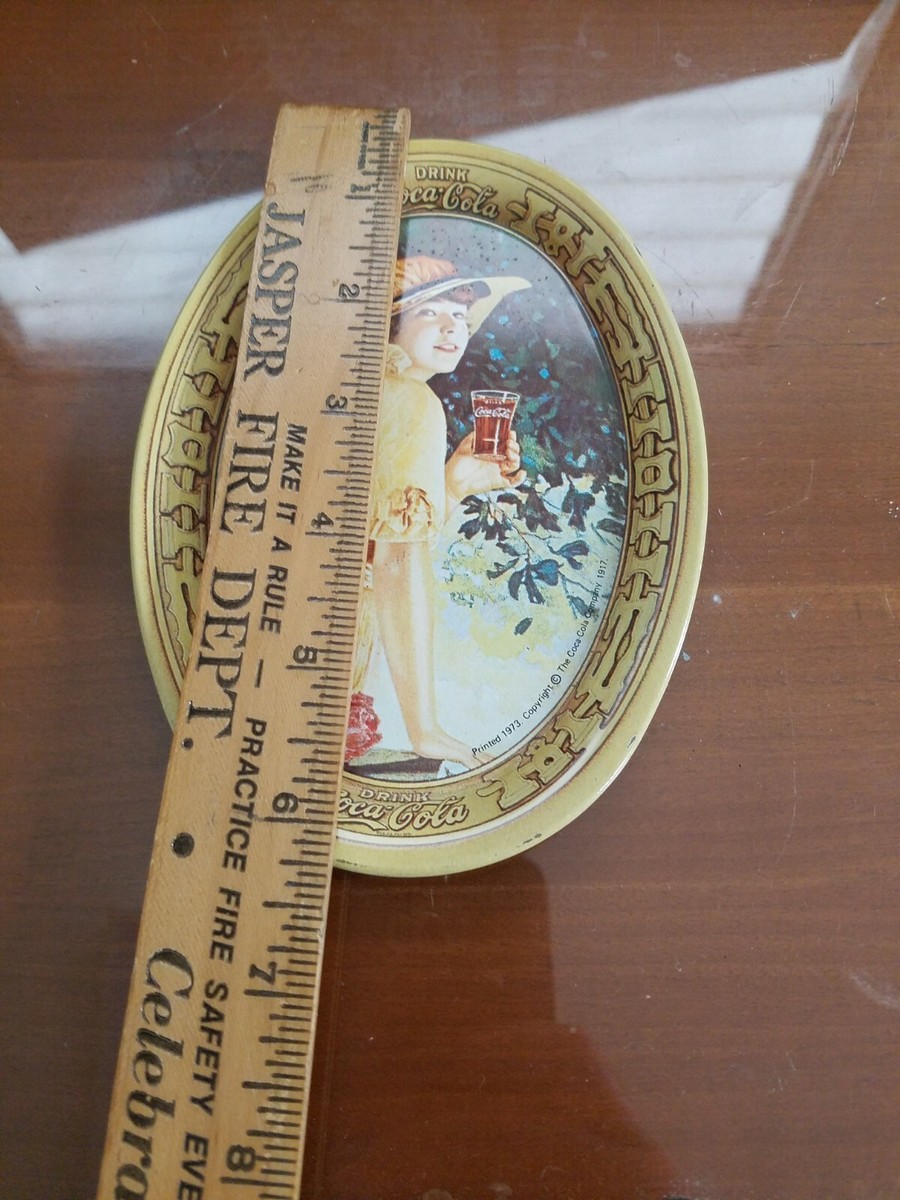 DRINK
Coca-Cola
1
2
3
4
5
6
7
8
JASPER FIRE DEPT.
MAKE IT A RULE — PRACTICE FIRE SAFETY EVE
Celebra
Coca-Cola
Printed 1973. Copyright © The Coca-Cola Company 1917.
DRINK
Coca-Cola